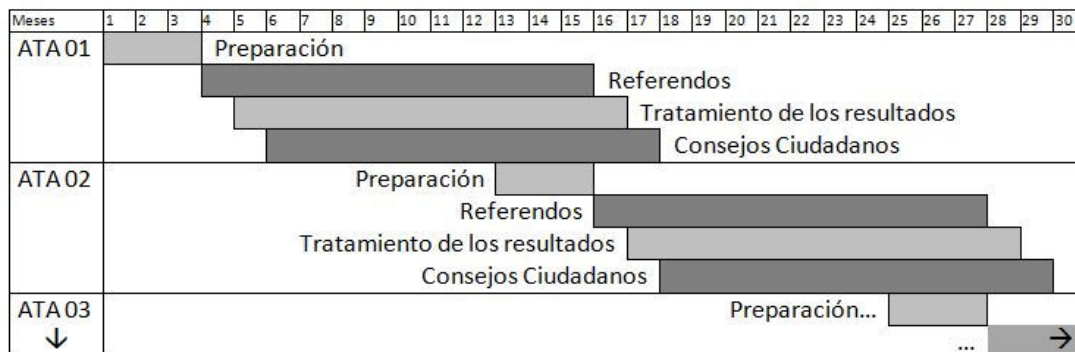 Meses 1 2 3 4 5 6 7 8 9 10 11 12 13 14 15 16 17 18 19 20 21 22 23 24 25 26 27 28 29 30
ATA 01 Preparación
Referendos
Tratamiento de los resultados
Consejos Ciudadanos
ATA 02 Preparación
Referendos
Tratamiento de los resultados
Consejos Ciudadanos
ATA 03 Preparación...
↓ ... →